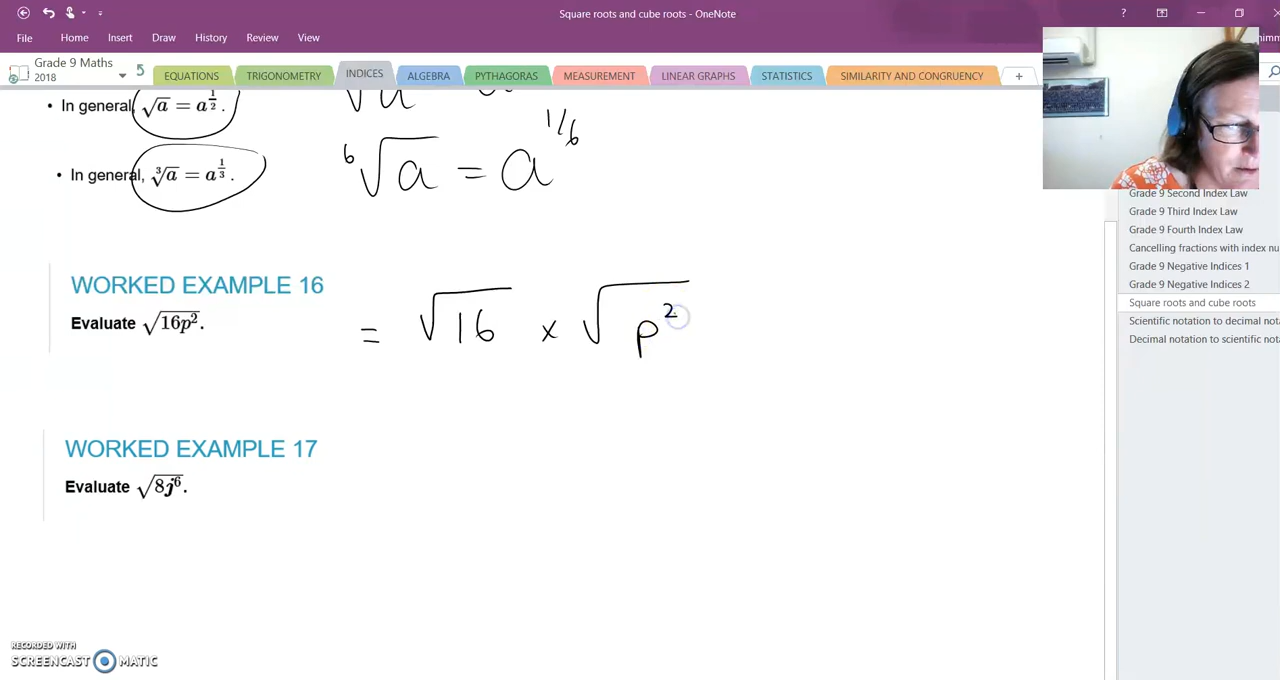 Square roots and cube roots - OneNote
File Home Insert Draw History Review View
Grade 9 Maths
2018
EQUATIONS TRIGONOMETRY INDICES ALGEBRA PYTHAGORAS MEASUREMENT LINEAR GRAPHS STATISTICS SIMILARITY AND CONGRUENCY +
• In general, √a = a^(1/2).
• In general, ∛a = a^(1/3).
⁶√a = a^(1/6)
WORKED EXAMPLE 16
Evaluate √(16p²).
= √16 × √(p²)
WORKED EXAMPLE 17
Evaluate √(8j⁶).
Grade 9 Second Index Law
Grade 9 Third Index Law
Grade 9 Fourth Index Law
Cancelling fractions with index nu
Grade 9 Negative Indices 1
Grade 9 Negative Indices 2
Square roots and cube roots
Scientific notation to decimal nota
Decimal notation to scientific nota
RECORDED WITH
SCREENCAST MATIC